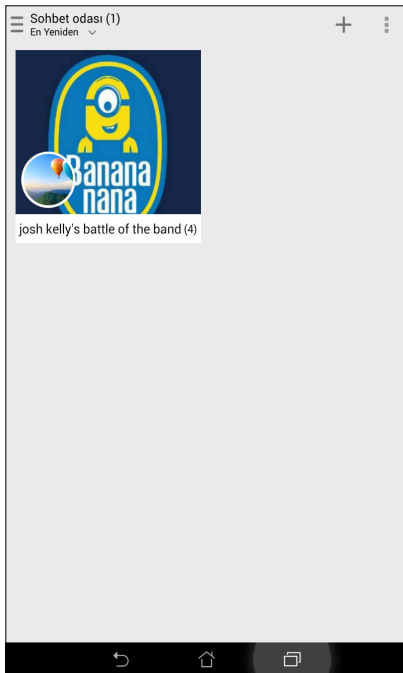 Sohbet odası (1)
En Yeniden
Banana
nana
josh kelly's battle of the band (4)